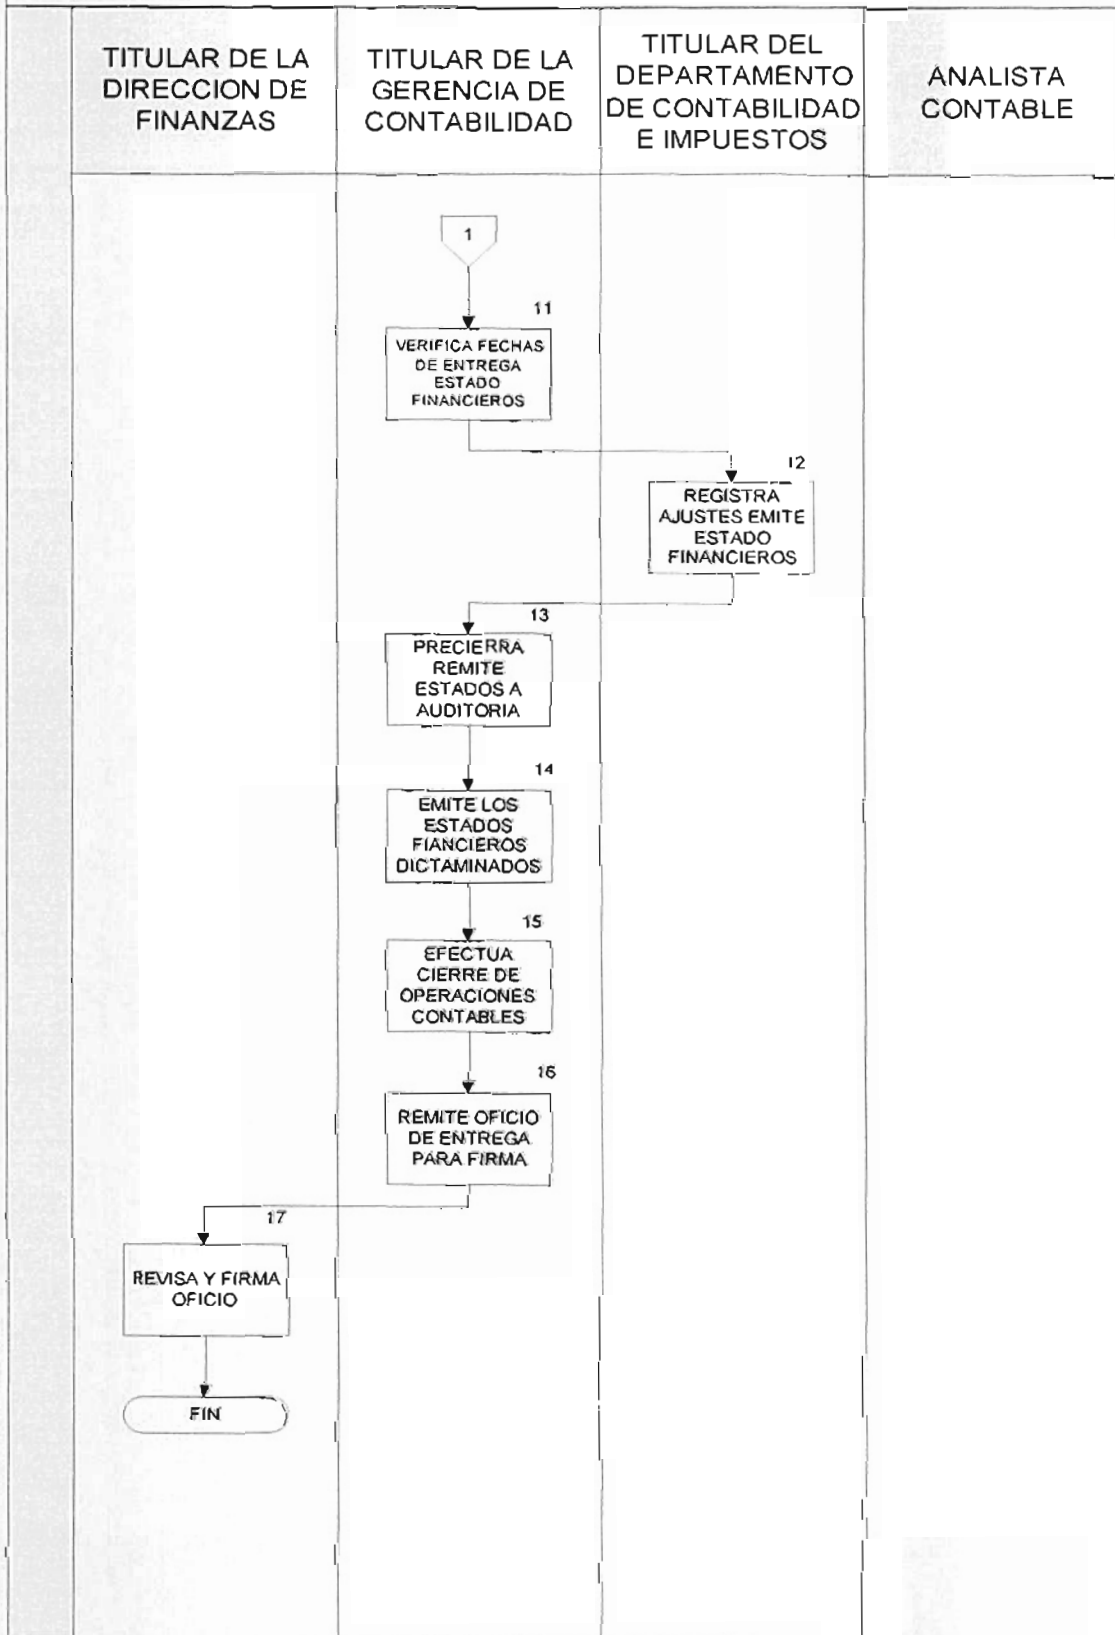 TITULAR DE LA
DIRECCION DE
FINANZAS
TITULAR DE LA
GERENCIA DE
CONTABILIDAD
TITULAR DEL
DEPARTAMENTO
DE CONTABILIDAD
E IMPUESTOS
ANALISTA
CONTABLE
1
11
VERIFICA FECHAS
DE ENTREGA
ESTADO
FINANCIEROS
12
REGISTRA
AJUSTES EMITE
ESTADO
FINANCIEROS
13
PRECIERRA
REMITE
ESTADOS A
AUDITORIA
14
EMITE LOS
ESTADOS
FIANCIEROS
DICTAMINADOS
15
EFECTUA
CIERRE DE
OPERACIONES
CONTABLES
16
REMITE OFICIO
DE ENTREGA
PARA FIRMA
17
REVISA Y FIRMA
OFICIO
FIN